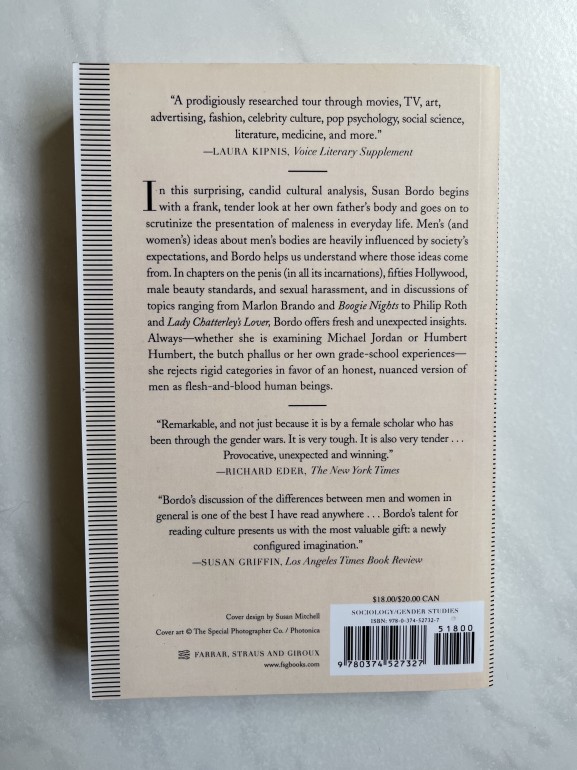 “A prodigiously researched tour through movies, TV, art,
advertising, fashion, celebrity culture, pop psychology, social science,
literature, medicine, and more.”
—LAURA KIPNIS, Voice Literary Supplement
In this surprising, candid cultural analysis, Susan Bordo begins
with a frank, tender look at her own father’s body and goes on to
scrutinize the presentation of maleness in everyday life. Men’s (and
women’s) ideas about men’s bodies are heavily influenced by society’s
expectations, and Bordo helps us understand where those ideas come
from. In chapters on the penis (in all its incarnations), fifties Hollywood,
male beauty standards, and sexual harassment, and in discussions of
topics ranging from Marlon Brando and Boogie Nights to Philip Roth
and Lady Chatterley’s Lover, Bordo offers fresh and unexpected insights.
Always—whether she is examining Michael Jordan or Humbert
Humbert, the butch phallus or her own grade-school experiences—
she rejects rigid categories in favor of an honest, nuanced version of
men as flesh-and-blood human beings.
“Remarkable, and not just because it is by a female scholar who has
been through the gender wars. It is very tough. It is also very tender . . .
Provocative, unexpected and winning.”
—RICHARD EDER, The New York Times
“Bordo’s discussion of the differences between men and women in
general is one of the best I have read anywhere . . . Bordo’s talent for
reading culture presents us with the most valuable gift: a newly
configured imagination.”
—SUSAN GRIFFIN, Los Angeles Times Book Review
$18.00/$20.00 CAN
SOCIOLOGY/GENDER STUDIES
ISBN: 978-0-374-52732-7
51800
9 780374 527327
Cover design by Susan Mitchell
Cover art © The Special Photographer Co. / Photonica
FARRAR, STRAUS AND GIROUX
www.fsgbooks.com